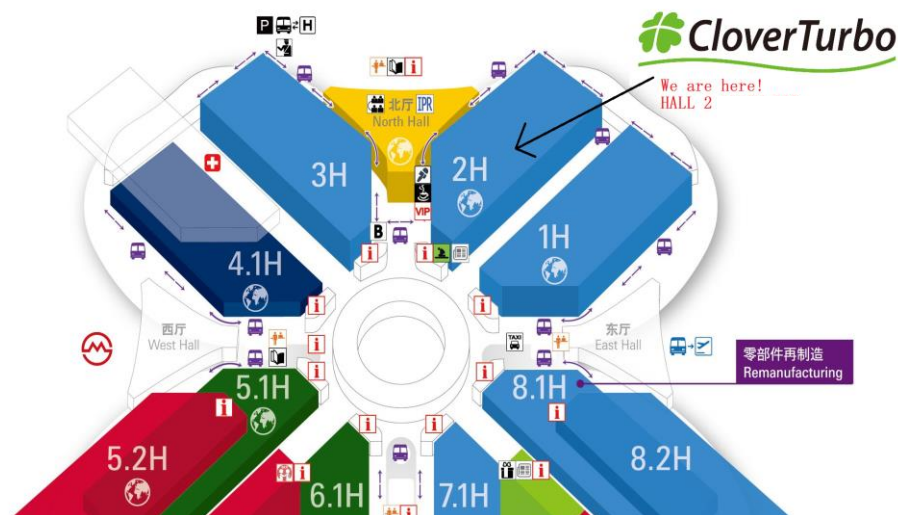 CloverTurbo
We are here!
HALL 2
P H
北厅 IPR
North Hall
3H
2H
VIP
B
1H
4.1H
西厅
West Hall
TAXI
东厅
East Hall
零部件再制造
Remanufacturing
5.1H
8.1H
5.2H
8.2H
6.1H
7.1H